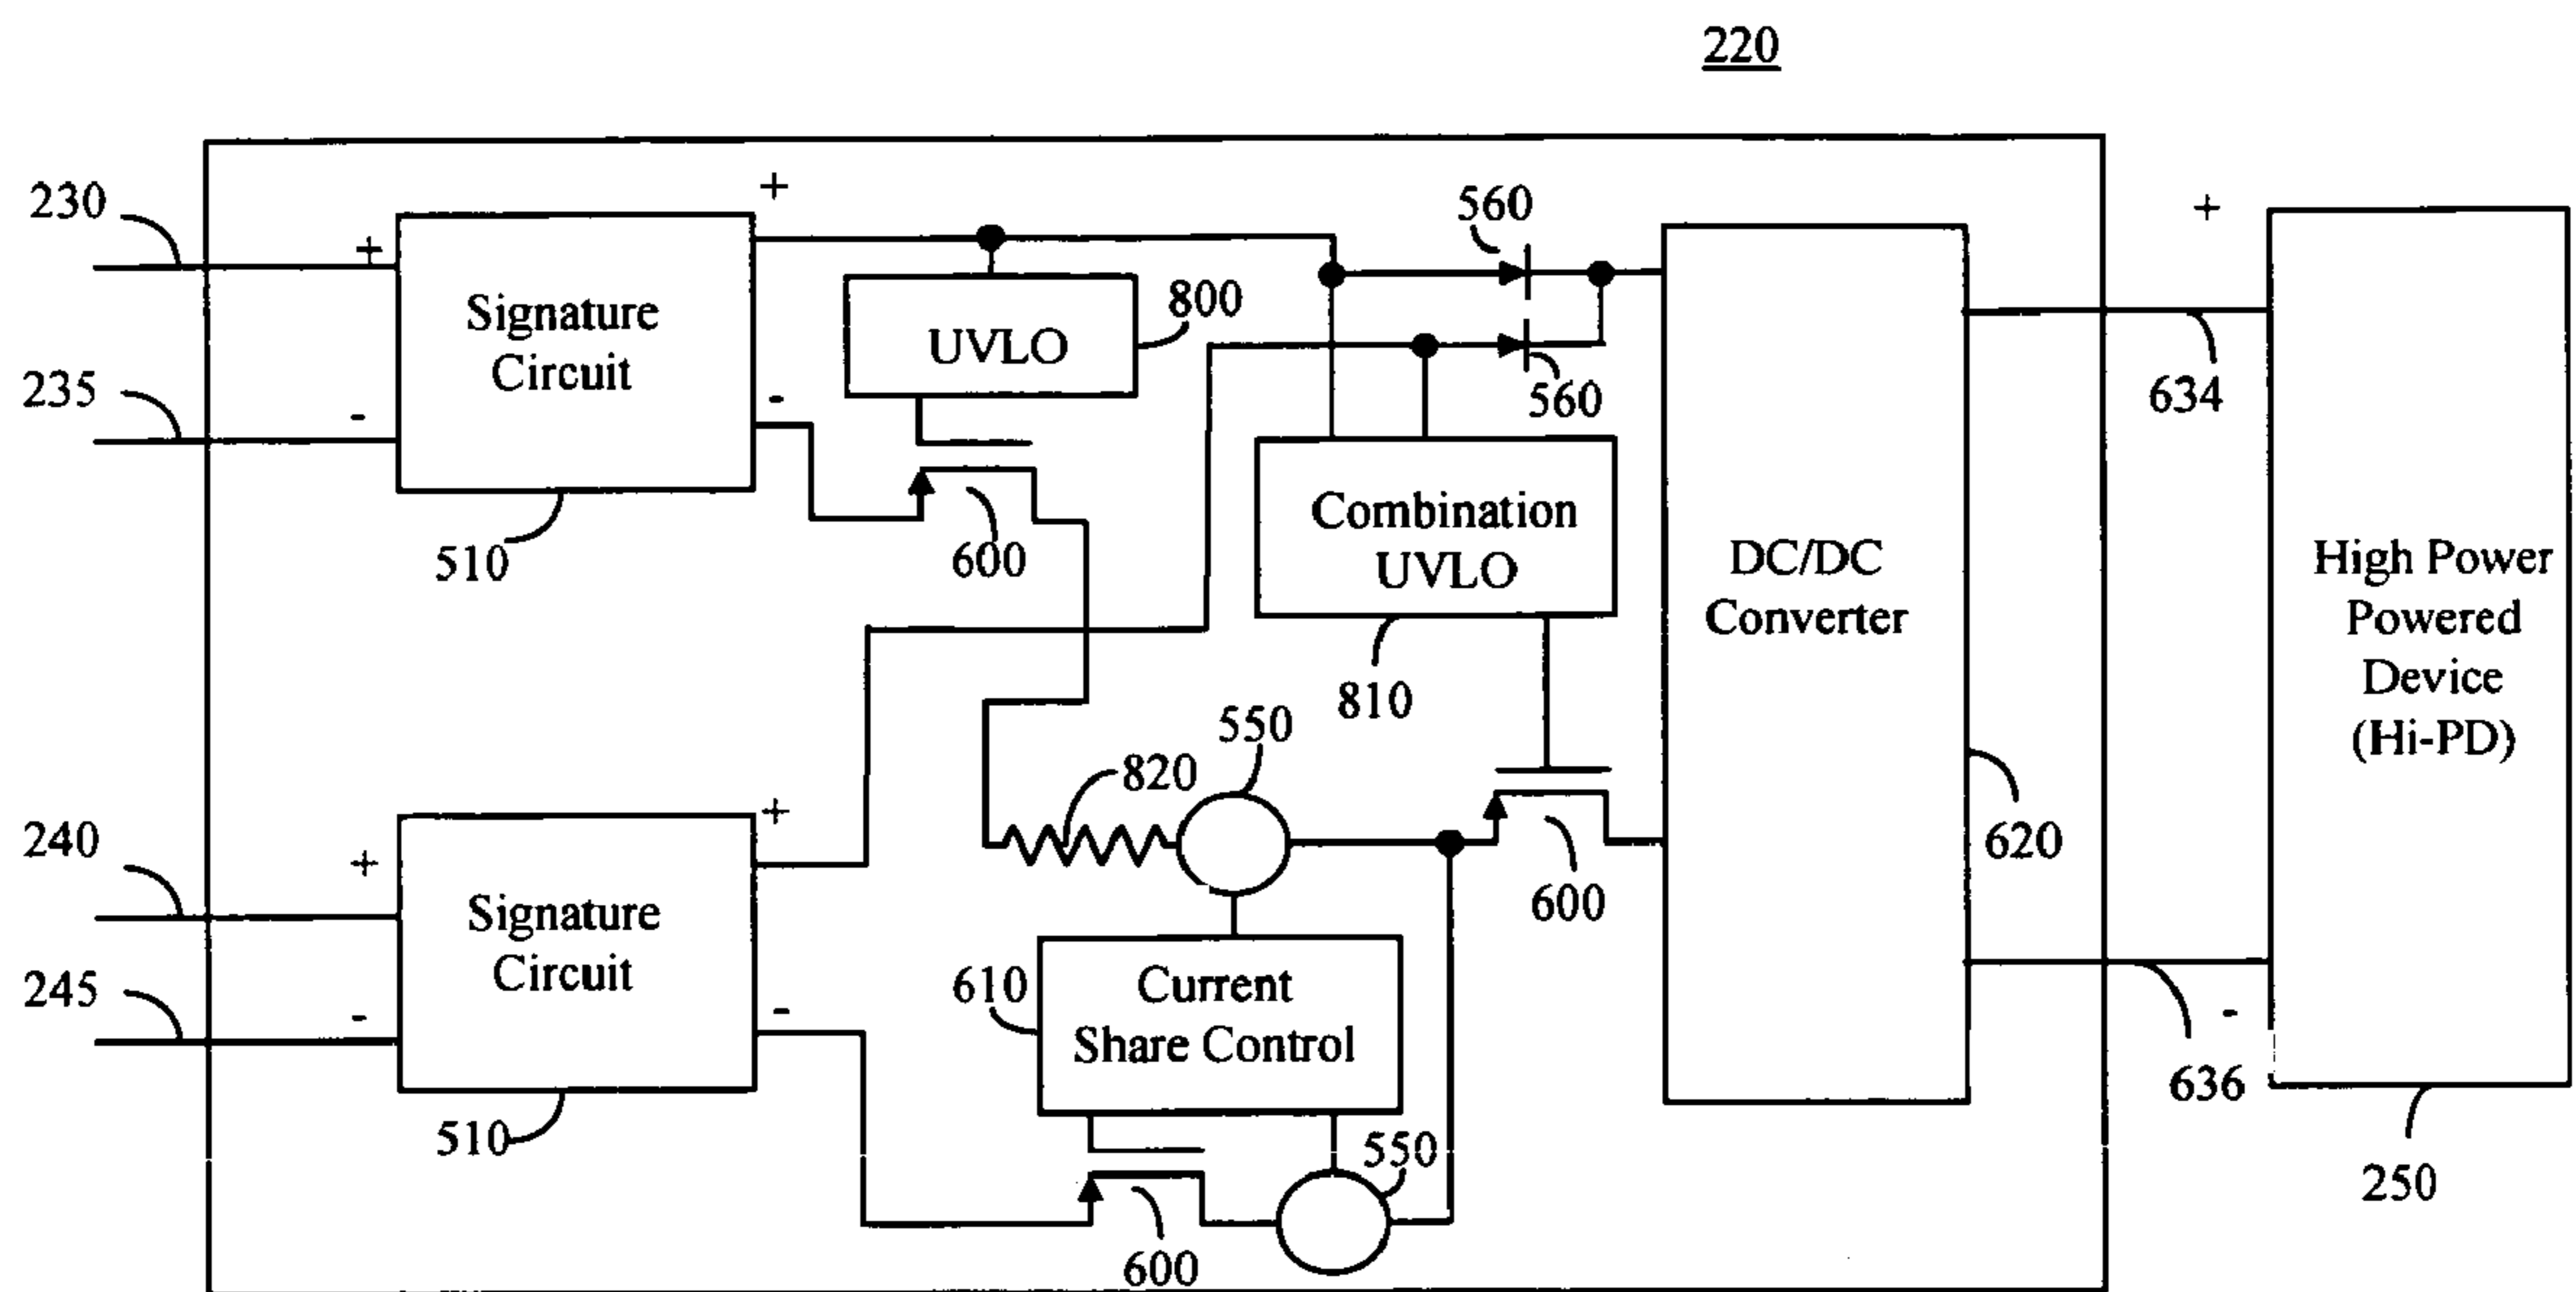 220
230
+
+
Signature
Circuit
235
-
-
510
UVLO
800
600
560
560
+
634
Combination
UVLO
810
DC/DC
Converter
High Power
Powered
Device
(Hi-PD)
550
820
240
+
+
Signature
Circuit
245
-
-
510
610
Current
Share Control
600
620
550
600
636
-
250